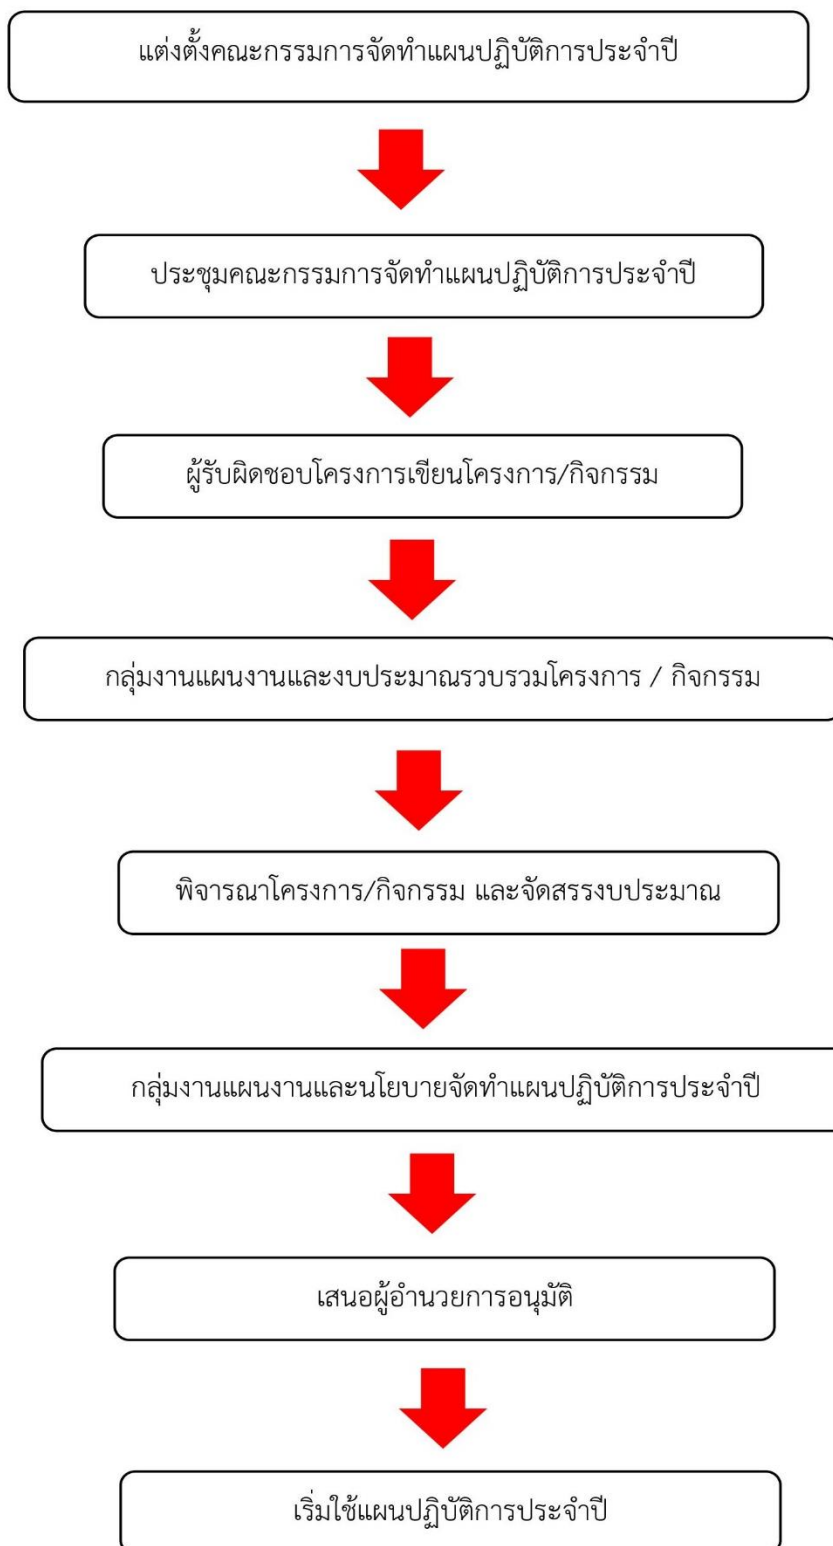 แต่งตั้งคณะกรรมการจัดทำแผนปฏิบัติการประจำปี
ประชุมคณะกรรมการจัดทำแผนปฏิบัติการประจำปี
ผู้รับผิดชอบโครงการเขียนโครงการ/กิจกรรม
กลุ่มงานแผนงานและงบประมาณรวบรวมโครงการ / กิจกรรม
พิจารณาโครงการ/กิจกรรม และจัดสรรงบประมาณ
กลุ่มงานแผนงานและนโยบายจัดทำแผนปฏิบัติการประจำปี
เสนอผู้อำนวยการอนุมัติ
เริ่มใช้แผนปฏิบัติการประจำปี